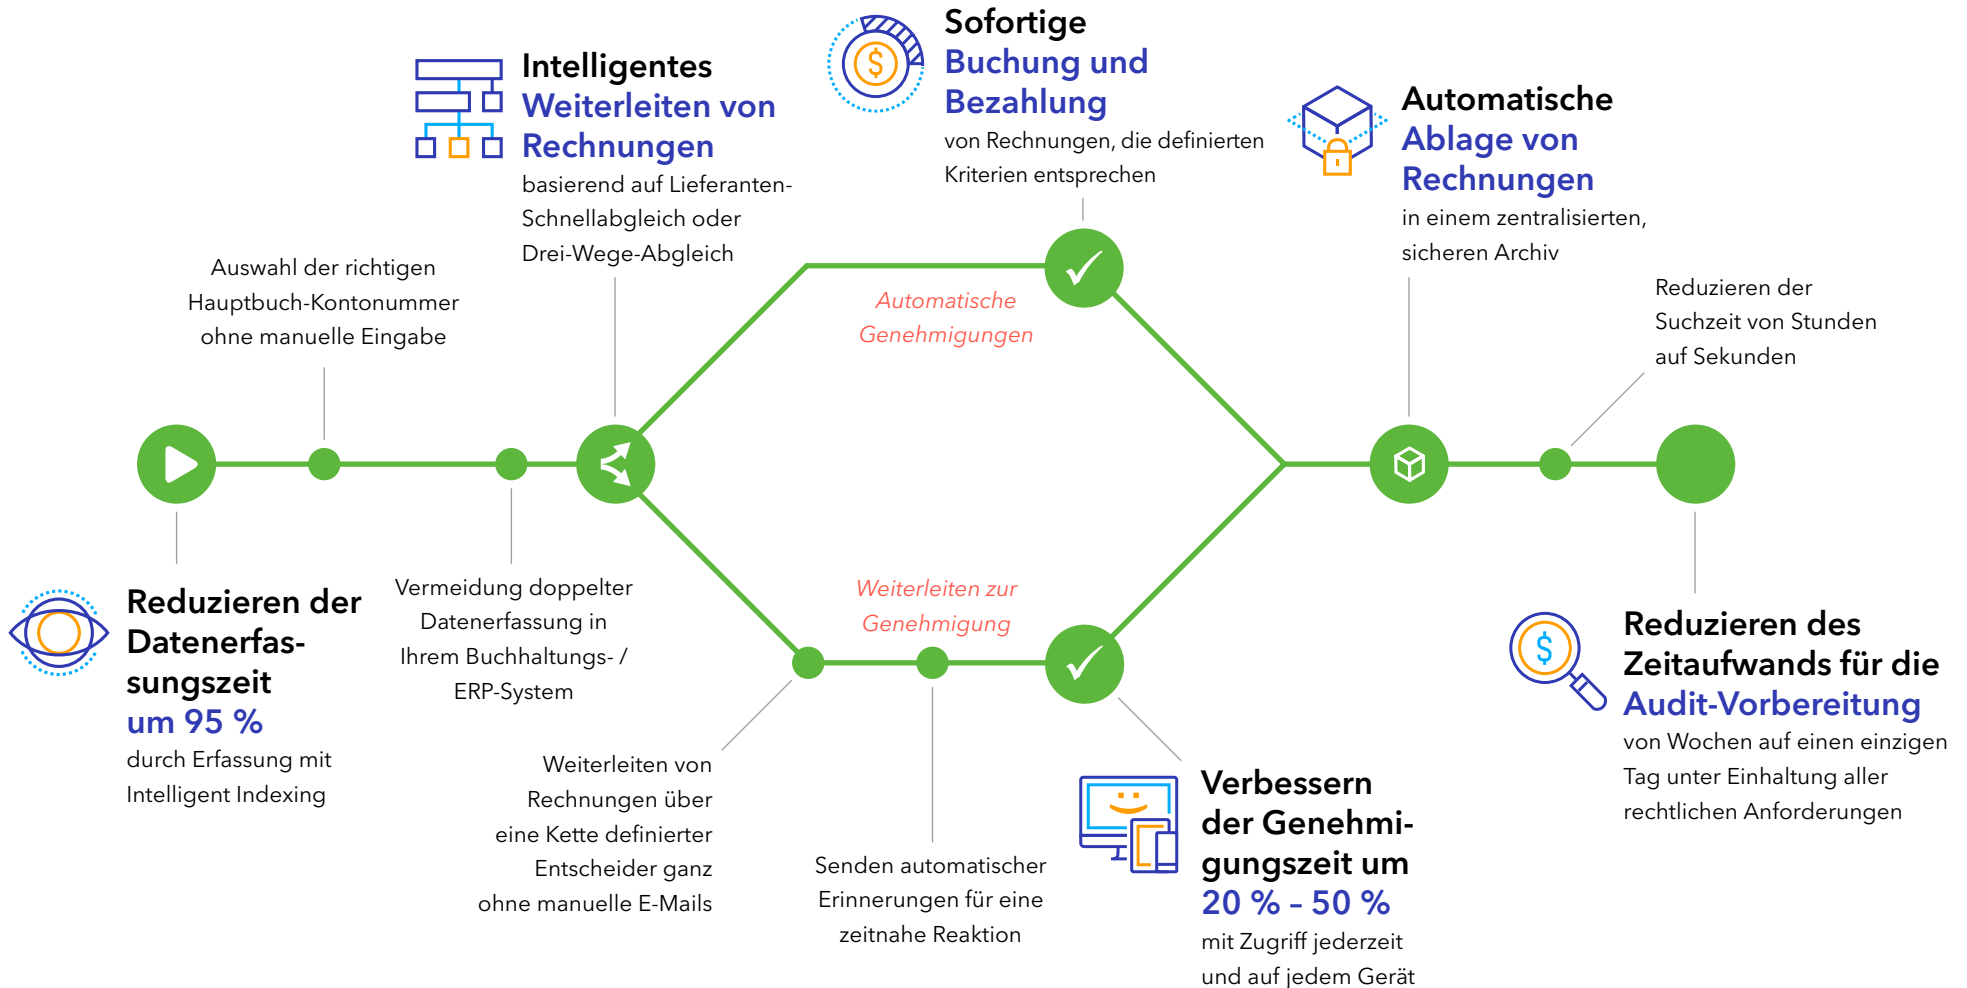 Auswahl der richtigen
Hauptbuch-Kontonummer
ohne manuelle Eingabe
Intelligentes
Weiterleiten von
Rechnungen
basierend auf Lieferanten-
Schnellabgleich oder
Drei-Wege-Abgleich
Sofortige
Buchung und
Bezahlung
von Rechnungen, die definierten
Kriterien entsprechen
Automatische
Ablage von
Rechnungen
in einem zentralisierten,
sicheren Archiv
Reduzieren der
Suchzeit von Stunden
auf Sekunden
Automatische
Genehmigungen
Reduzieren der
Datenerfas-
sungszeit
um 95 %
durch Erfassung mit
Intelligent Indexing
Vermeidung doppelter
Datenerfassung in
Ihrem Buchhaltungs- /
ERP-System
Weiterleiten zur
Genehmigung
Weiterleiten von
Rechnungen über
eine Kette definierter
Entscheider ganz
ohne manuelle E-Mails
Senden automatischer
Erinnerungen für eine
zeitnahe Reaktion
Verbessern
der Genehmi-
gungszeit um
20 % – 50 %
mit Zugriff jederzeit
und auf jedem Gerät
Reduzieren des
Zeitaufwands für die
Audit-Vorbereitung
von Wochen auf einen einzigen
Tag unter Einhaltung aller
rechtlichen Anforderungen